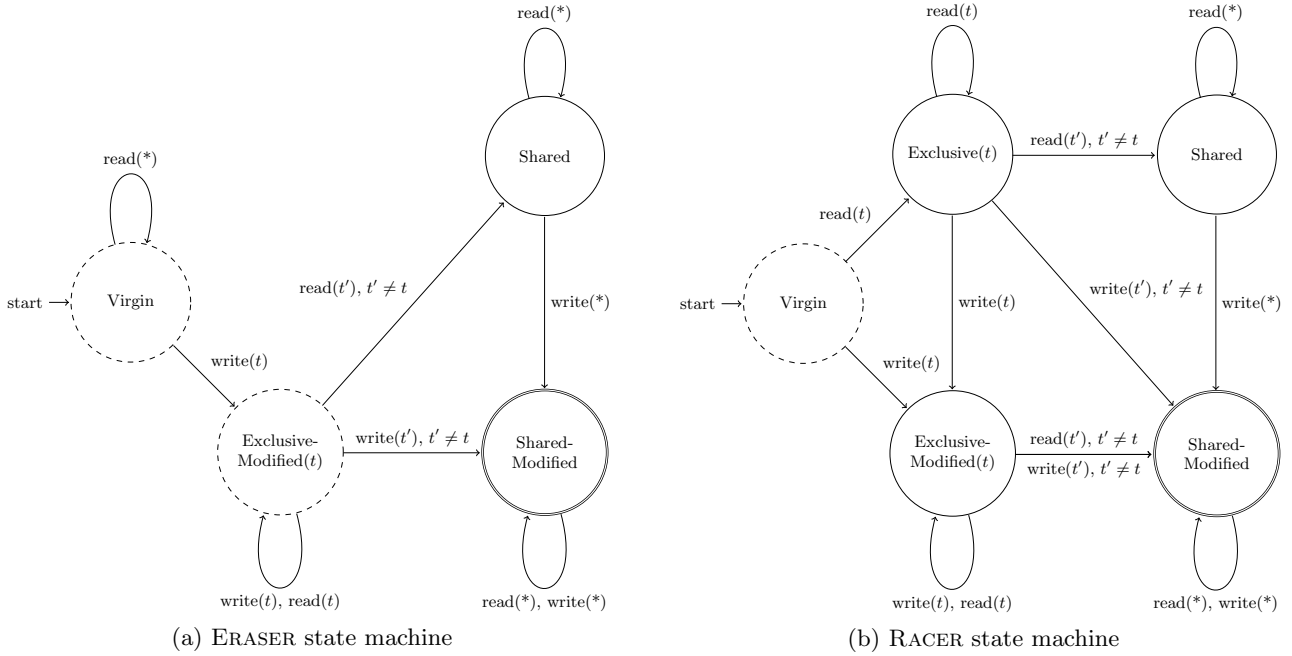 read(*)
Shared
read(*)
start
Virgin
read(t′), t′ ≠ t
write(*)
write(t)
Exclusive-
Modified(t)
write(t′), t′ ≠ t
Shared-
Modified
write(t), read(t)
read(*), write(*)
(a) ERASER state machine
read(t)
read(*)
Exclusive(t)
read(t′), t′ ≠ t
Shared
read(t)
start
Virgin
write(t)
write(t′), t′ ≠ t
write(*)
write(t)
Exclusive-
Modified(t)
read(t′), t′ ≠ t
write(t′), t′ ≠ t
Shared-
Modified
write(t), read(t)
read(*), write(*)
(b) RACER state machine